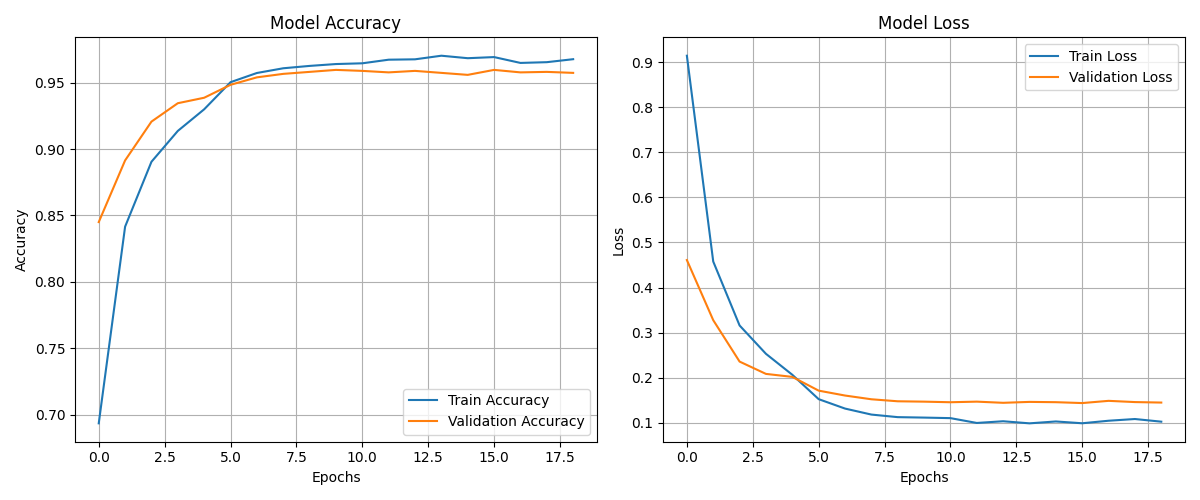 Model Accuracy
Accuracy
0.95
0.90
0.85
0.80
0.75
0.70
Train Accuracy
Validation Accuracy
0.0 2.5 5.0 7.5 10.0 12.5 15.0 17.5
Epochs
Model Loss
Loss
0.9
0.8
0.7
0.6
0.5
0.4
0.3
0.2
0.1
Train Loss
Validation Loss
0.0 2.5 5.0 7.5 10.0 12.5 15.0 17.5
Epochs